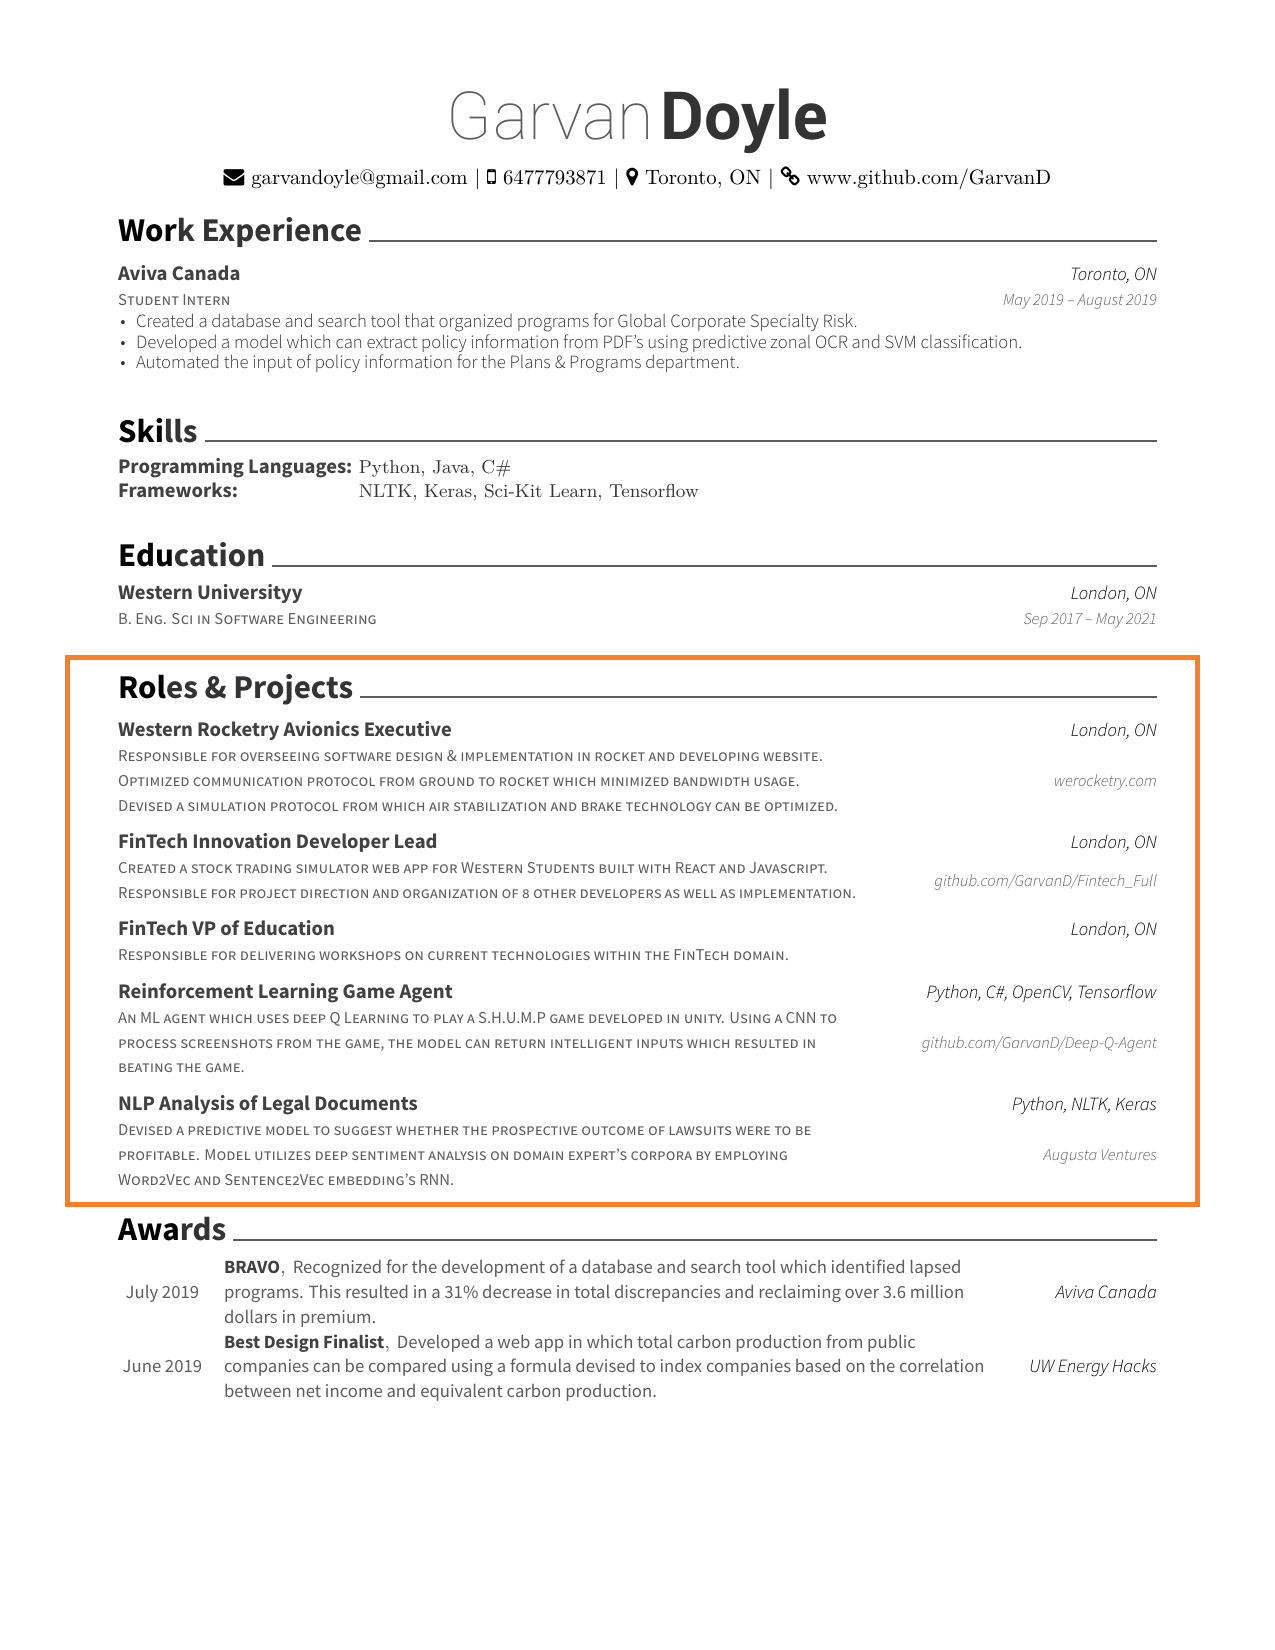 Garvan Doyle
garvandoyle@gmail.com | 6477793871 | Toronto, ON | www.github.com/GarvanD
Work Experience
Aviva Canada Toronto, ON
Student Intern May 2019 – August 2019
• Created a database and search tool that organized programs for Global Corporate Specialty Risk.
• Developed a model which can extract policy information from PDF's using predictive zonal OCR and SVM classification.
• Automated the input of policy information for the Plans & Programs department.
Skills
Programming Languages: Python, Java, C#
Frameworks: NLTK, Keras, Sci-Kit Learn, Tensorflow
Education
Western Universityy London, ON
B. Eng. Sci in Software Engineering Sep 2017 – May 2021
Roles & Projects
Western Rocketry Avionics Executive London, ON
Responsible for overseeing software design & implementation in rocket and developing website.
Optimized communication protocol from ground to rocket which minimized bandwidth usage. werocketry.com
Devised a simulation protocol from which air stabilization and brake technology can be optimized.
FinTech Innovation Developer Lead London, ON
Created a stock trading simulator web app for Western Students built with React and Javascript.
github.com/GarvanD/Fintech_Full
Responsible for project direction and organization of 8 other developers as well as implementation.
FinTech VP of Education London, ON
Responsible for delivering workshops on current technologies within the FinTech domain.
Reinforcement Learning Game Agent Python, C#, OpenCV, Tensorflow
An ML agent which uses deep Q Learning to play a S.H.U.M.P game developed in unity. Using a CNN to
process screenshots from the game, the model can return intelligent inputs which resulted in github.com/GarvanD/Deep-Q-Agent
beating the game.
NLP Analysis of Legal Documents Python, NLTK, Keras
Devised a predictive model to suggest whether the prospective outcome of lawsuits were to be
profitable. Model utilizes deep sentiment analysis on domain expert's corpora by employing Augusta Ventures
Word2Vec and Sentence2Vec embedding's RNN.
Awards
BRAVO, Recognized for the development of a database and search tool which identified lapsed
July 2019 programs. This resulted in a 31% decrease in total discrepancies and reclaiming over 3.6 million Aviva Canada
dollars in premium.
Best Design Finalist, Developed a web app in which total carbon production from public
June 2019 companies can be compared using a formula devised to index companies based on the correlation UW Energy Hacks
between net income and equivalent carbon production.